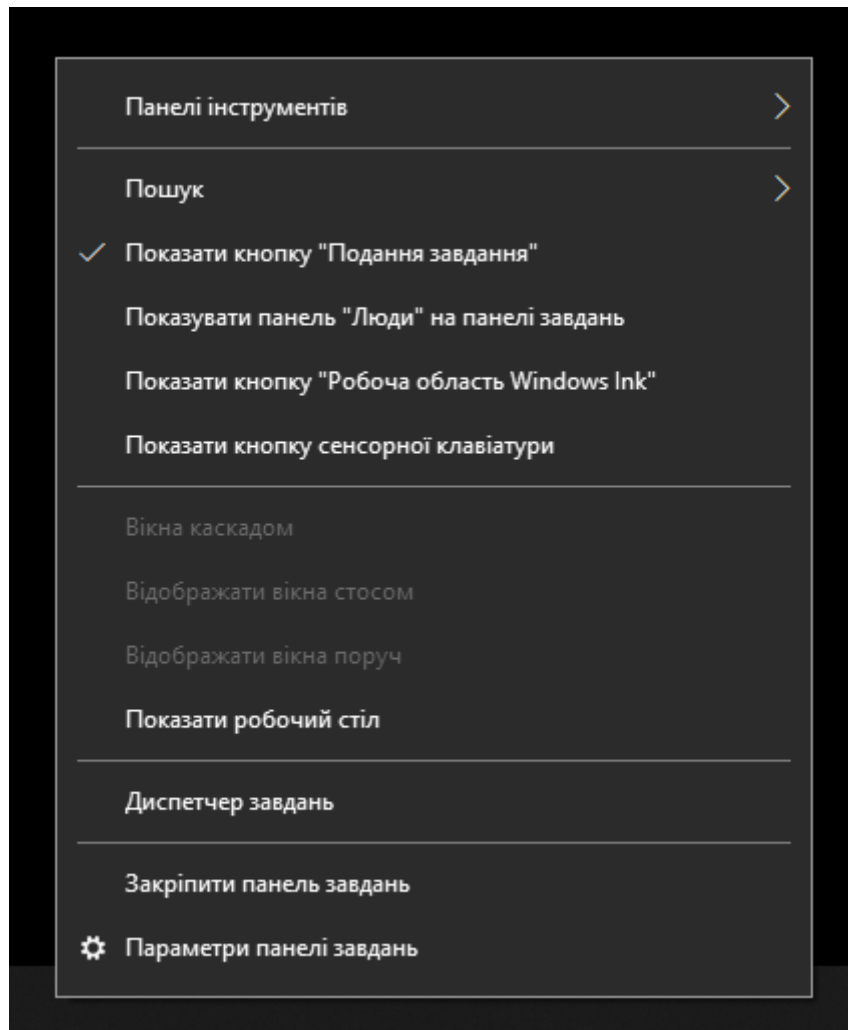 Панелі інструментів
Пошук
Показати кнопку "Подання завдання"
Показувати панель "Люди" на панелі завдань
Показати кнопку "Робоча область Windows Ink"
Показати кнопку сенсорної клавіатури
Вікна каскадом
Відображати вікна стосом
Відображати вікна поруч
Показати робочий стіл
Диспетчер завдань
Закріпити панель завдань
Параметри панелі завдань